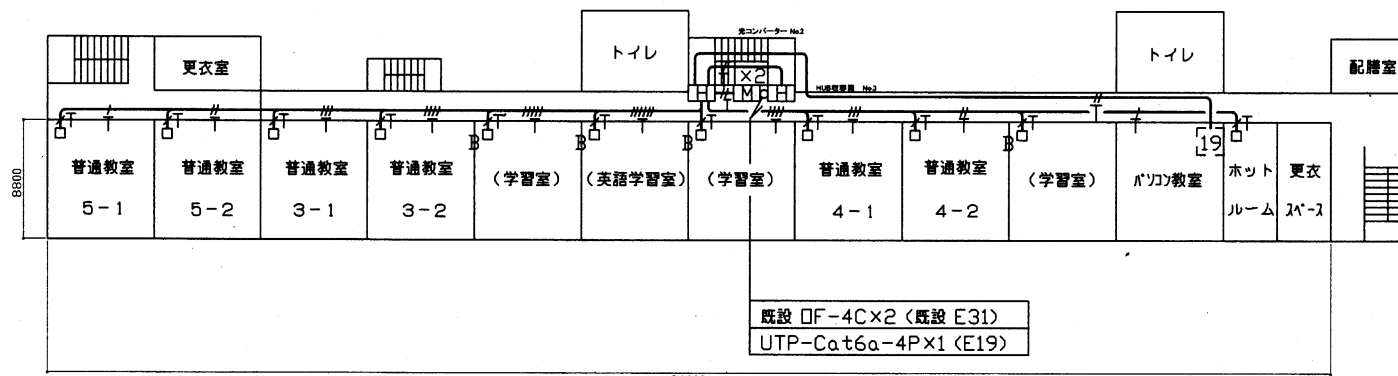 光コンバーター No.2
トイレ
トイレ
更衣室
配膳室
×2
H
M
H
HUB収容箱 No.3
T T T T T T T T T T T T T T T T T T T T
B B B B
19
8800
普通教室
5-1
普通教室
5-2
普通教室
3-1
普通教室
3-2
(学習室)
(英語学習室)
(学習室)
普通教室
4-1
普通教室
4-2
(学習室)
パソコン教室
ホット
ルーム
更衣
スペース
既設 OF-4C×2 (既設 E31)
UTP-Cat6a-4P×1 (E19)